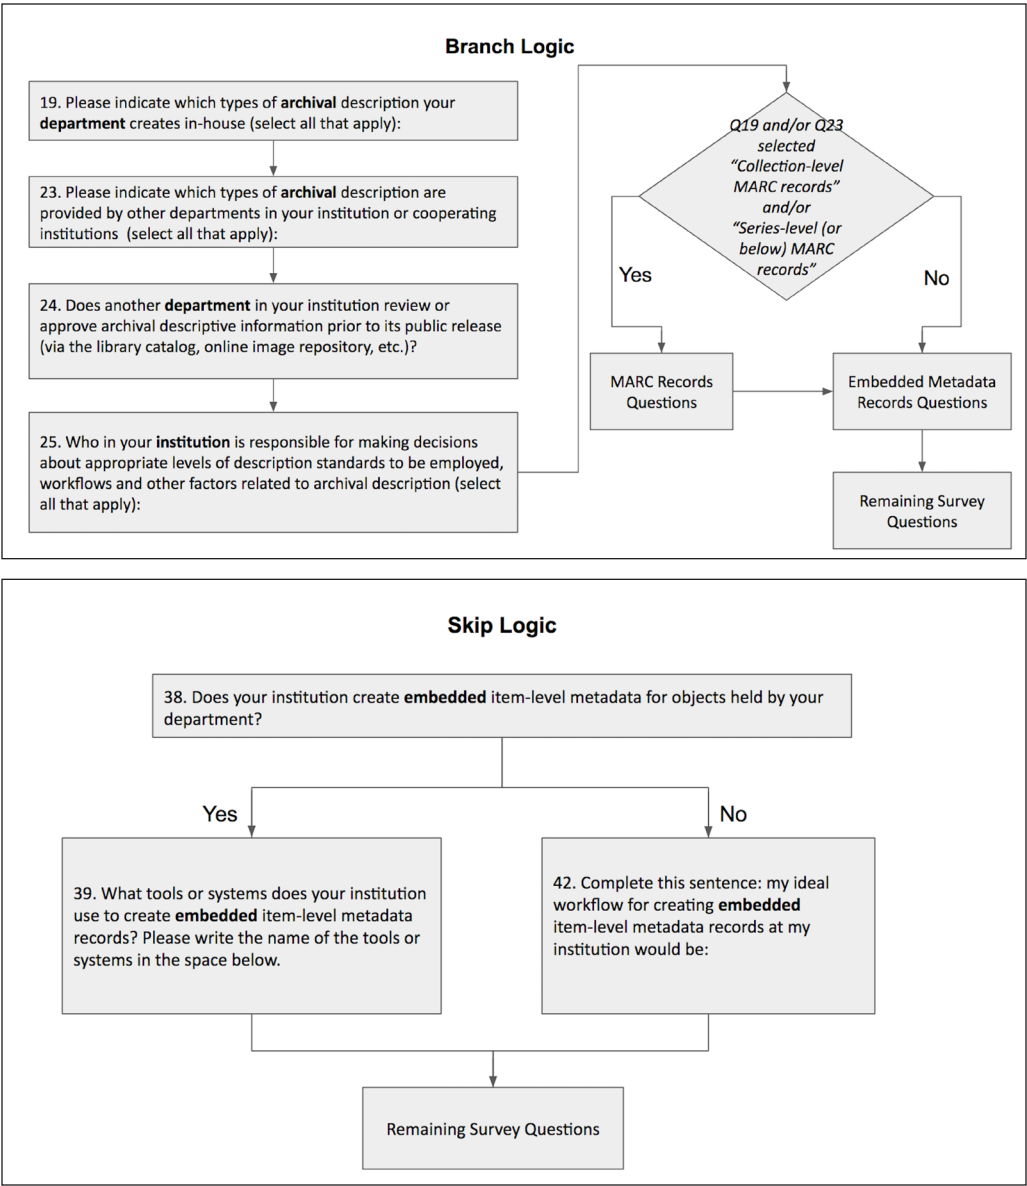 Branch Logic
19. Please indicate which types of archival description your
department creates in-house (select all that apply):
23. Please indicate which types of archival description are
provided by other departments in your institution or cooperating
institutions (select all that apply):
24. Does another department in your institution review or
approve archival descriptive information prior to its public release
(via the library catalog, online image repository, etc.)?
25. Who in your institution is responsible for making decisions
about appropriate levels of description standards to be employed,
workflows and other factors related to archival description (select
all that apply):
Q19 and/or Q23
selected
“Collection-level
MARC records”
and/or
“Series-level (or
below) MARC
records”
Yes
No
MARC Records
Questions
Embedded Metadata
Records Questions
Remaining Survey
Questions
Skip Logic
38. Does your institution create embedded item-level metadata for objects held by your
department?
Yes
No
39. What tools or systems does your institution
use to create embedded item-level metadata
records? Please write the name of the tools or
systems in the space below.
42. Complete this sentence: my ideal
workflow for creating embedded
item-level metadata records at my
institution would be:
Remaining Survey Questions